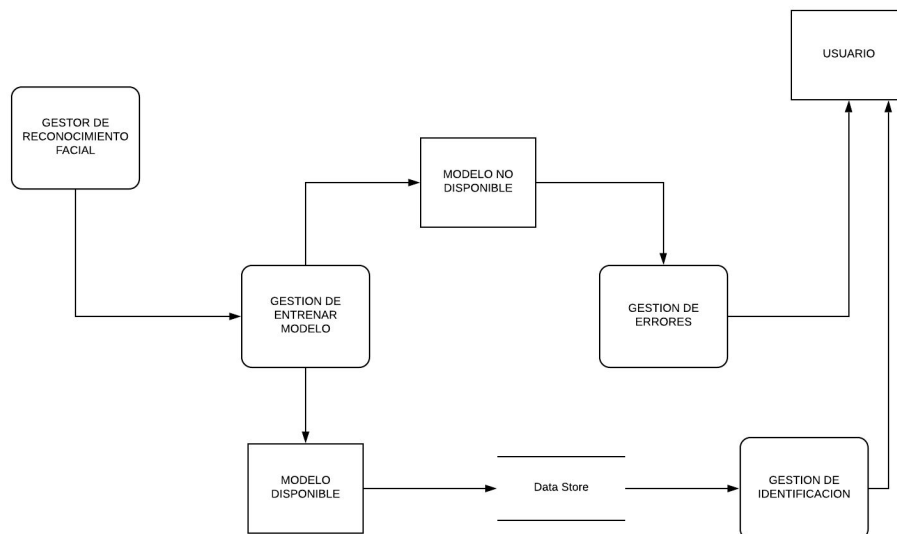 USUARIO
GESTOR DE
RECONOCIMIENTO
FACIAL
MODELO NO
DISPONIBLE
GESTION DE
ENTRENAR
MODELO
GESTION DE
ERRORES
MODELO
DISPONIBLE
Data Store
GESTION DE
IDENTIFICACION